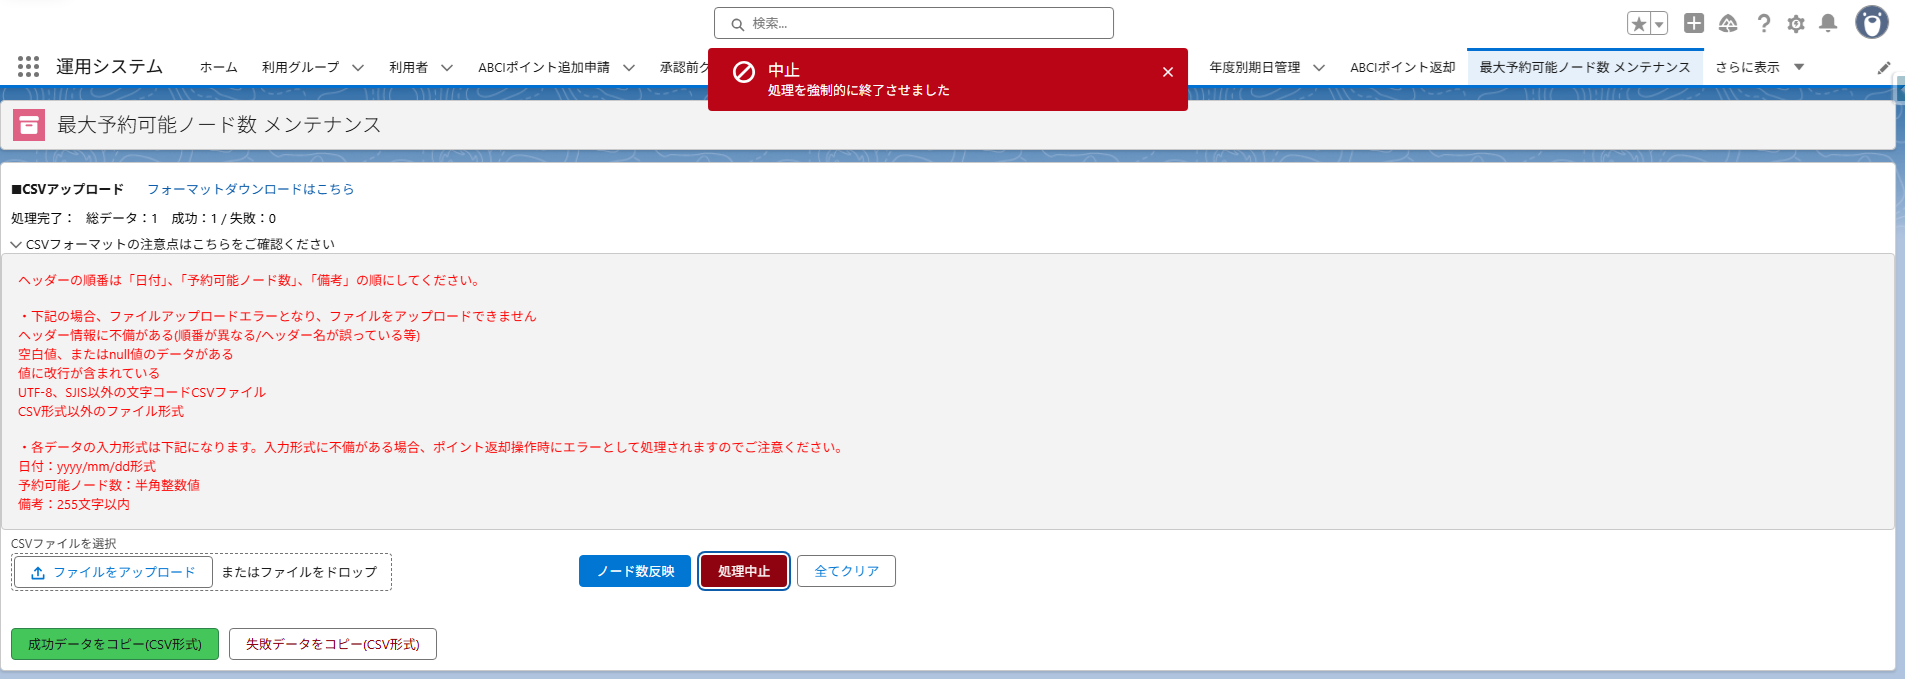 検索...
運用システム
ホーム
利用グループ
利用者
ABCIポイント追加申請
承認前グ
年度別期日管理
ABCIポイント返却
最大予約可能ノード数 メンテナンス
さらに表示
中止
処理を強制的に終了させました
最大予約可能ノード数 メンテナンス
■CSVアップロード フォーマットダウンロードはこちら
処理完了： 総データ：1 成功：1 / 失敗：0
CSVフォーマットの注意点はこちらをご確認ください
ヘッダーの順番は「日付」、「予約可能ノード数」、「備考」の順にしてください。
・下記の場合、ファイルアップロードエラーとなり、ファイルをアップロードできません
ヘッダー情報に不備がある(順番が異なる/ヘッダー名が誤っている等)
空白値、またはnull値のデータがある
値に改行が含まれている
UTF-8、SJIS以外の文字コードCSVファイル
CSV形式以外のファイル形式
・各データの入力形式は下記になります。入力形式に不備がある場合、ポイント返却操作時にエラーとして処理されますのでご注意ください。
日付：yyyy/mm/dd形式
予約可能ノード数：半角整数値
備考：255文字以内
CSVファイルを選択
ファイルをアップロード またはファイルをドロップ
ノード数反映
処理中止
全てクリア
成功データをコピー(CSV形式)
失敗データをコピー(CSV形式)